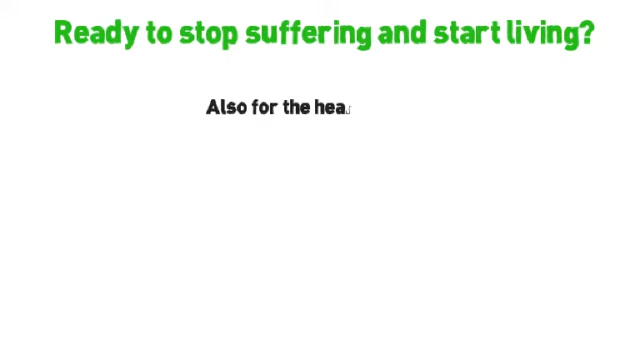 Ready to stop suffering and start living?
Also for the hea